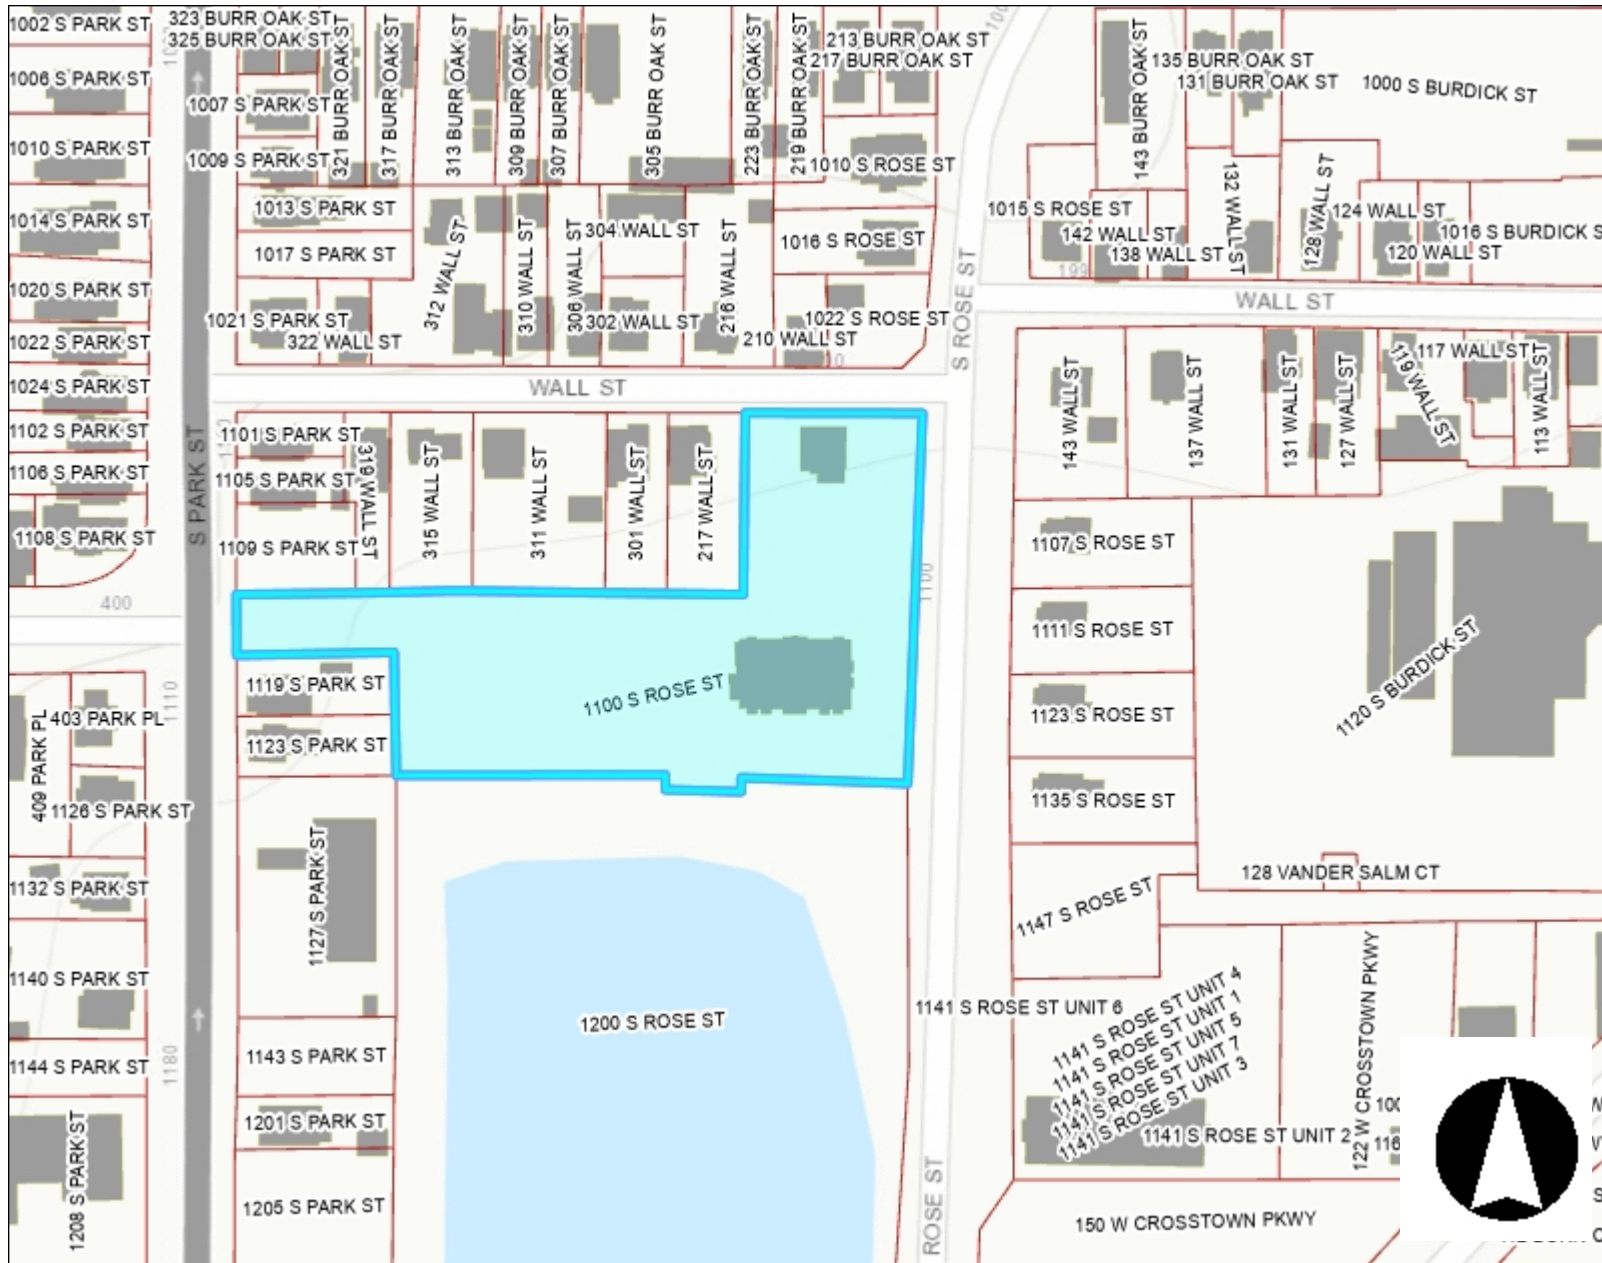 1002 S PARK ST
323 BURR OAK ST
325 BURR OAK ST
321 BURR OAK ST
317 BURR OAK ST
313 BURR OAK ST
309 BURR OAK ST
307 BURR OAK ST
305 BURR OAK ST
223 BURR OAK ST
219 BURR OAK ST
213 BURR OAK ST
217 BURR OAK ST
143 BURR OAK ST
135 BURR OAK ST
131 BURR OAK ST
1000 S BURDICK ST
1006 S PARK ST
1007 S PARK ST
1010 S PARK ST
1009 S PARK ST
1010 S ROSE ST
1014 S PARK ST
1013 S PARK ST
1017 S PARK ST
312 WALL ST
310 WALL ST
306 WALL ST
304 WALL ST
216 WALL ST
1016 S ROSE ST
1015 S ROSE ST
142 WALL ST
138 WALL ST
132 WALL ST
128 WALL ST
124 WALL ST
1016 S BURDICK S
120 WALL ST
199
1020 S PARK ST
1021 S PARK ST
322 WALL ST
302 WALL ST
210 WALL ST
1022 S ROSE ST
S ROSE ST
WALL ST
1022 S PARK ST
1024 S PARK ST
WALL ST
143 WALL ST
137 WALL ST
131 WALL ST
127 WALL ST
119 WALL ST
117 WALL ST
113 WALL ST
1102 S PARK ST
1101 S PARK ST
1106 S PARK ST
1105 S PARK ST
319 WALL ST
315 WALL ST
311 WALL ST
301 WALL ST
217 WALL ST
S PARK ST
1108 S PARK ST
1109 S PARK ST
1107 S ROSE ST
1100
400
1111 S ROSE ST
1119 S PARK ST
1100 S ROSE ST
1110
403 PARK PL
409 PARK PL
1123 S PARK ST
1123 S ROSE ST
1120 S BURDICK ST
1126 S PARK ST
1135 S ROSE ST
1127 S PARK ST
1132 S PARK ST
128 VANDER SALM CT
1147 S ROSE ST
1140 S PARK ST
1200 S ROSE ST
1141 S ROSE ST UNIT 6
1141 S ROSE ST UNIT 4
1141 S ROSE ST UNIT 1
1141 S ROSE ST UNIT 5
1141 S ROSE ST UNIT 7
1141 S ROSE ST UNIT 3
1141 S ROSE ST UNIT 2
122 W CROSSTOWN PKWY
1144 S PARK ST
1143 S PARK ST
1180
1201 S PARK ST
1208 S PARK ST
1205 S PARK ST
ROSE ST
150 W CROSSTOWN PKWY